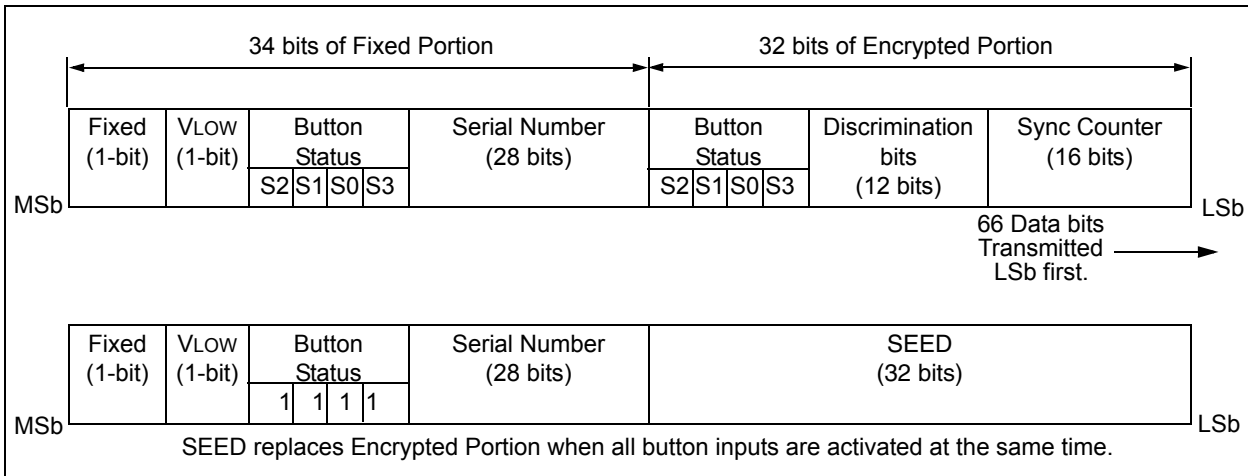 34 bits of Fixed Portion
32 bits of Encrypted Portion
Fixed
(1-bit)
VLOW
(1-bit)
Button
Status
S2 S1 S0 S3
Serial Number
(28 bits)
Button
Status
S2 S1 S0 S3
Discrimination
bits
(12 bits)
Sync Counter
(16 bits)
MSb
LSb
66 Data bits
Transmitted
LSb first.
Fixed
(1-bit)
VLOW
(1-bit)
Button
Status
1 1 1 1
Serial Number
(28 bits)
SEED
(32 bits)
MSb
LSb
SEED replaces Encrypted Portion when all button inputs are activated at the same time.